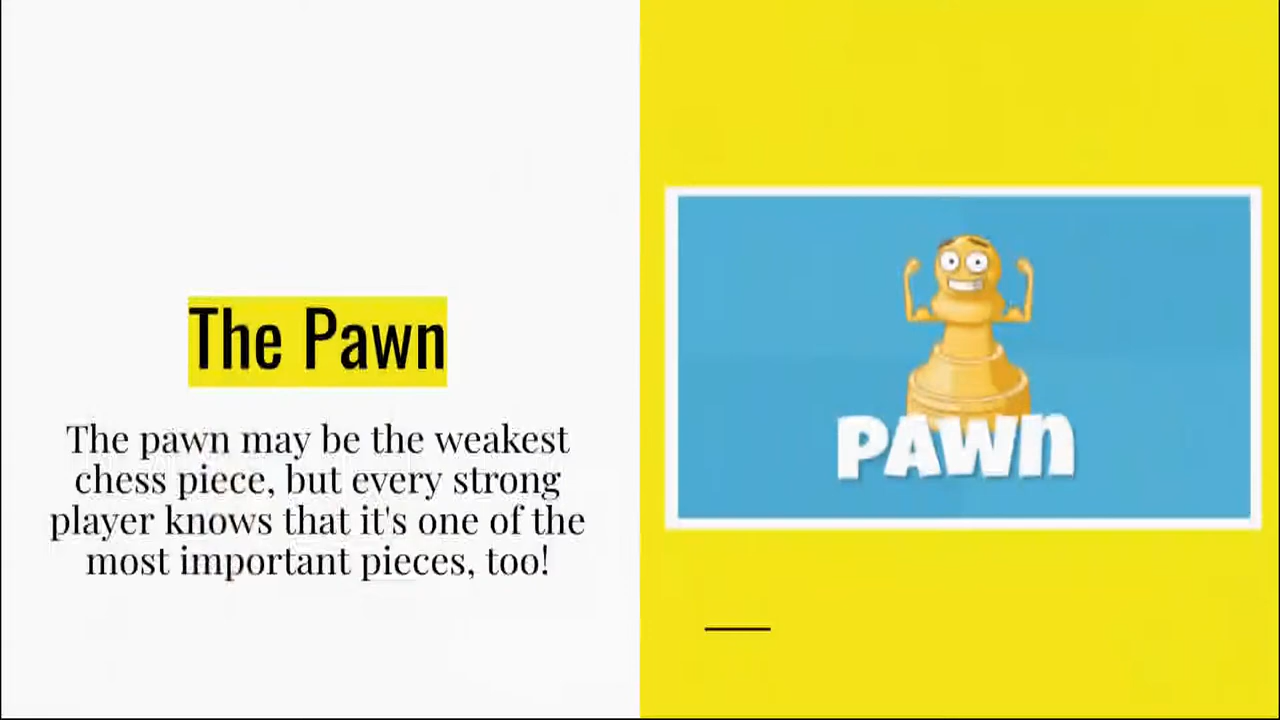 The Pawn
The pawn may be the weakest
chess piece, but every strong
player knows that it's one of the
most important pieces, too!
PAWN